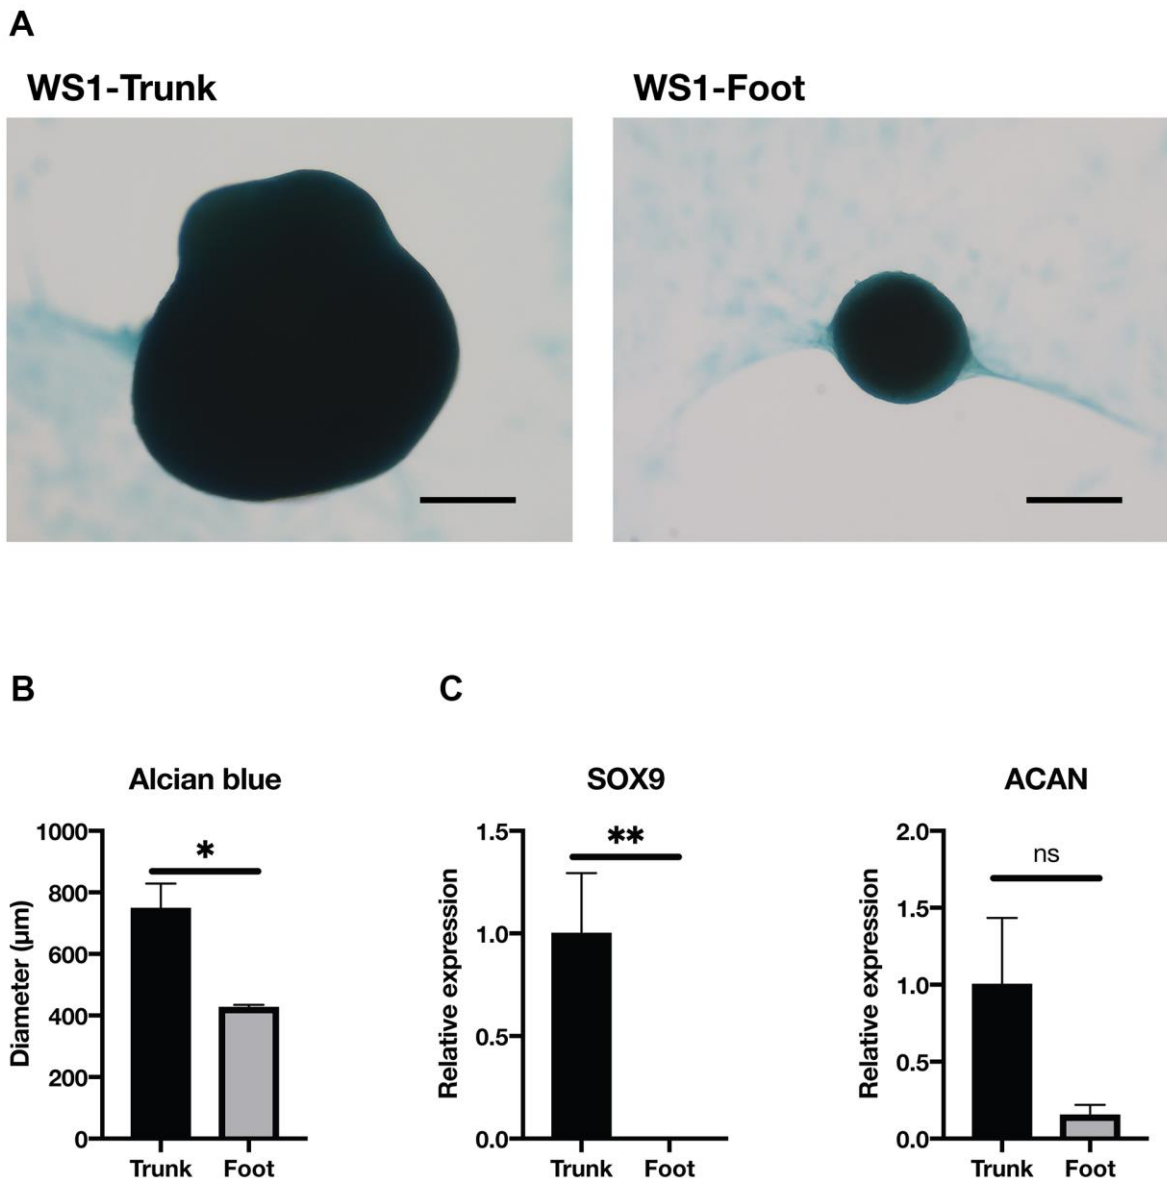 A
WS1-Trunk
WS1-Foot
B
C
Alcian blue
SOX9
ACAN
Diameter (µm)
1000
800
600
400
200
0
*
Trunk
Foot
Relative expression
1.5
1.0
0.5
0.0
**
Trunk
Foot
Relative expression
2.0
1.5
1.0
0.5
0.0
ns
Trunk
Foot